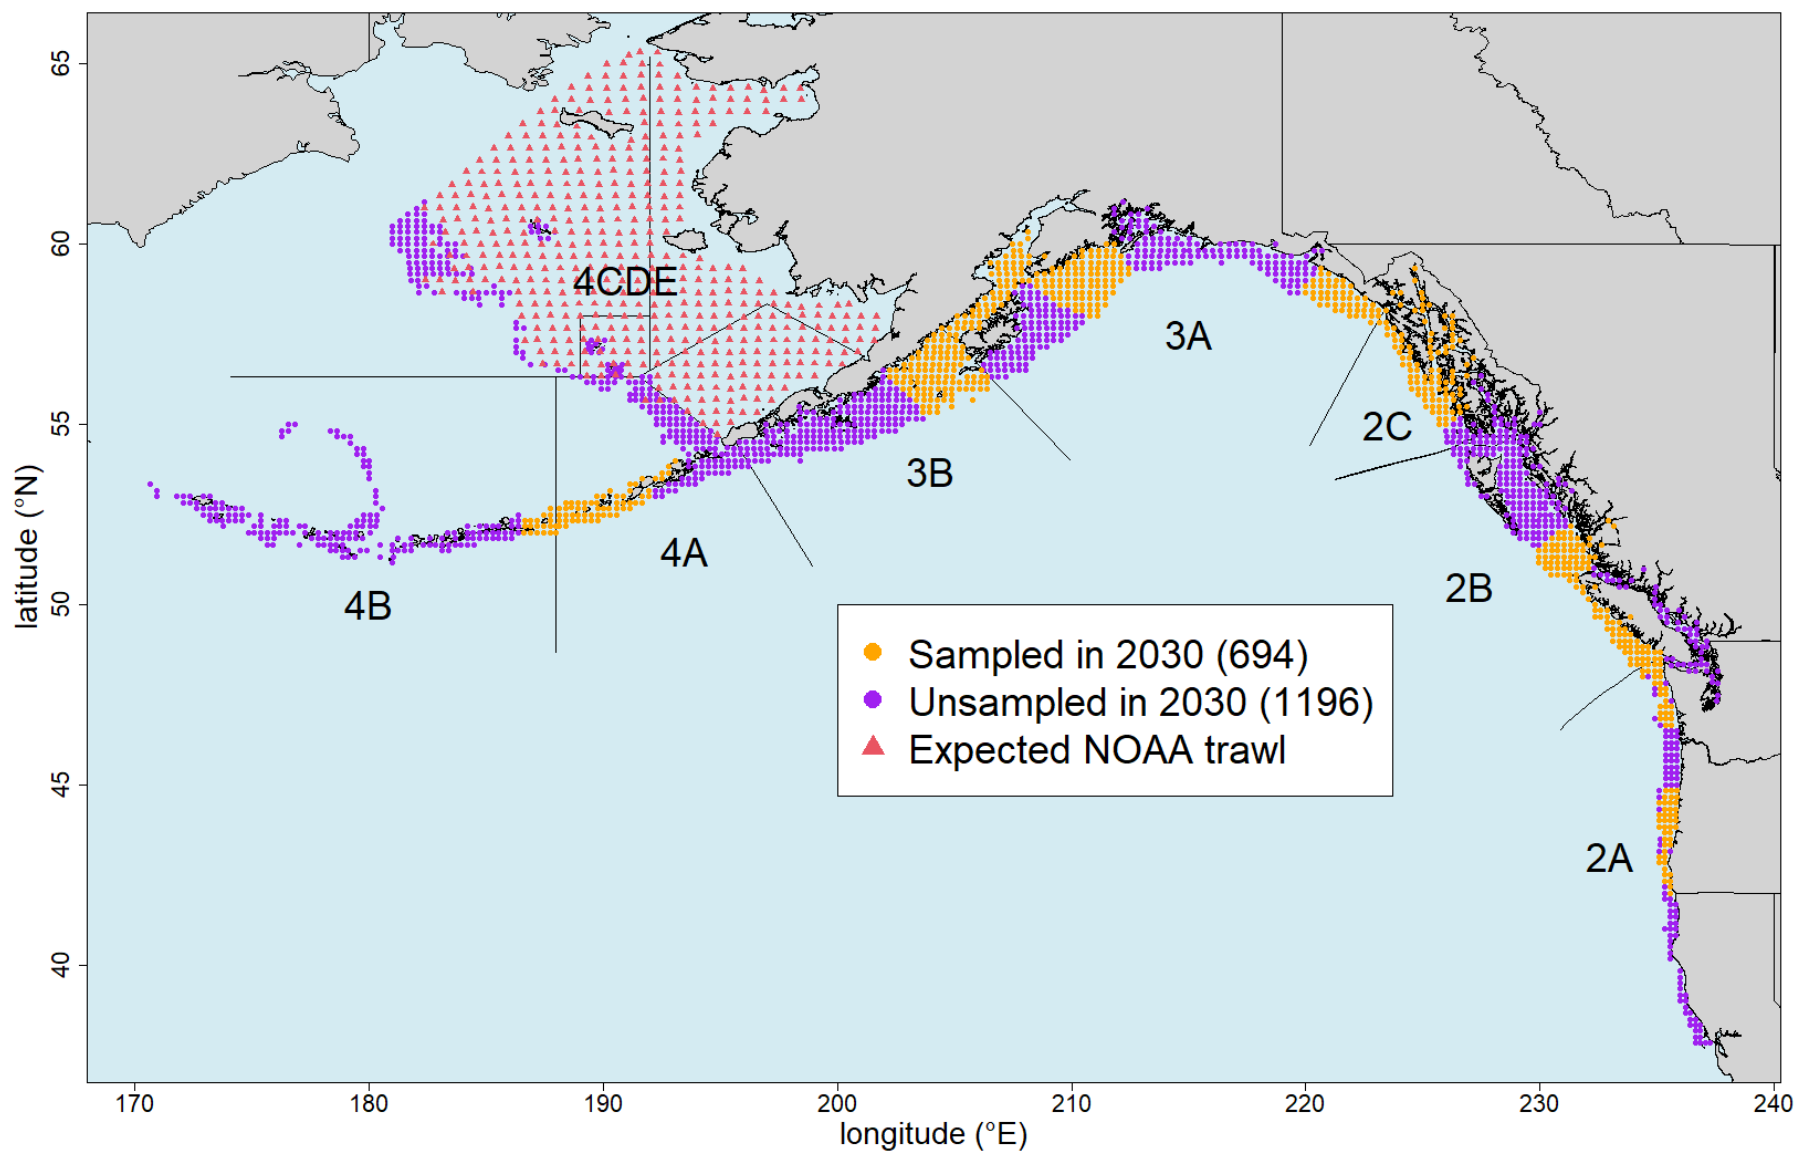 65
60
55
50
45
40
latitude (°N)
4CDE
3A
2C
3B
4A
2B
4B
2A
Sampled in 2030 (694)
Unsampled in 2030 (1196)
Expected NOAA trawl
170
180
190
200
210
220
230
240
longitude (°E)